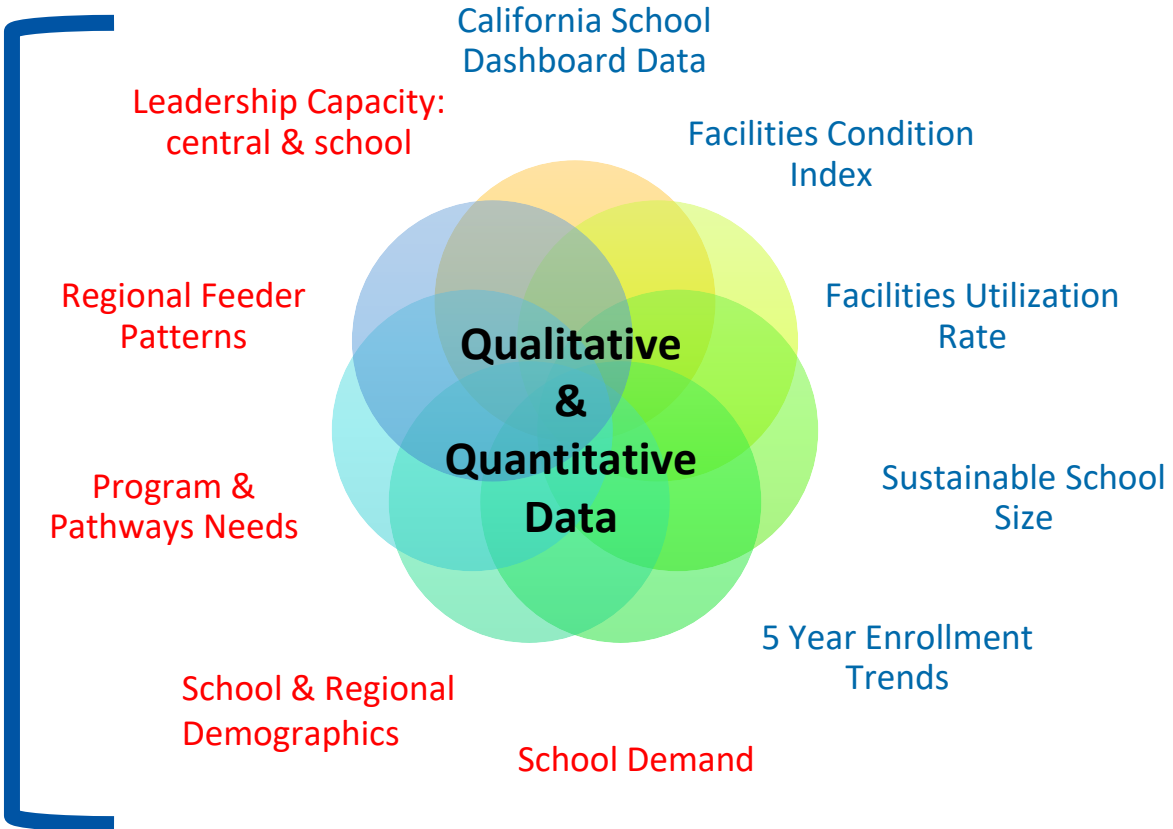 California School
Dashboard Data
Leadership Capacity:
central & school
Facilities Condition
Index
Regional Feeder
Patterns
Facilities Utilization
Rate
Qualitative
&
Quantitative
Data
Program &
Pathways Needs
Sustainable School
Size
5 Year Enrollment
Trends
School & Regional
Demographics
School Demand